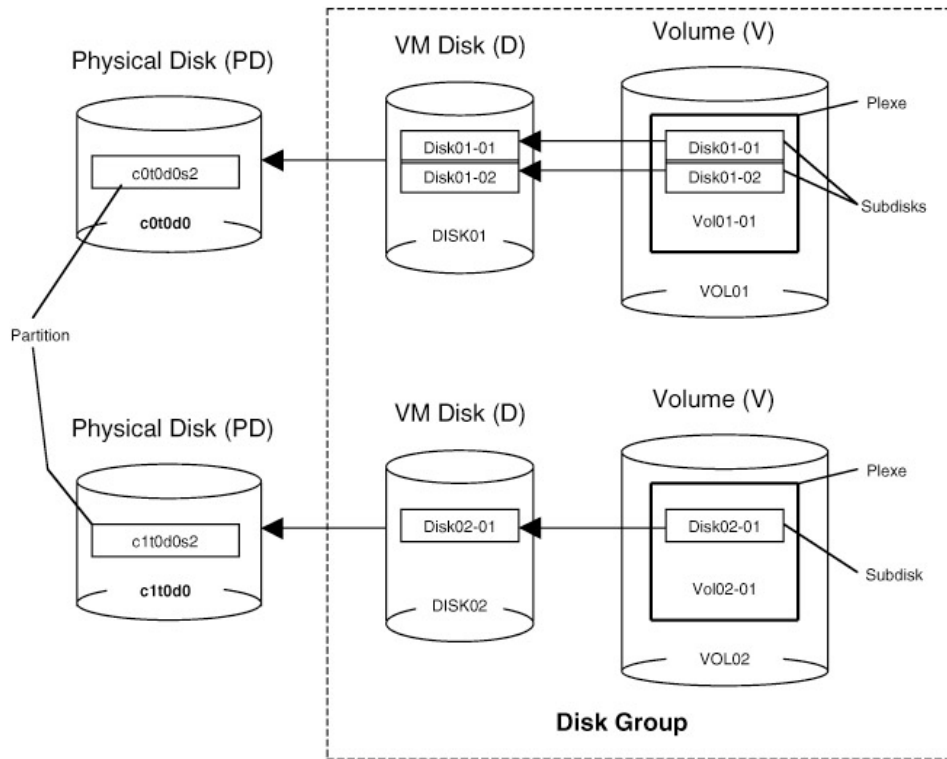 Physical Disk (PD)
VM Disk (D)
Volume (V)
Plexe
c0t0d0s2
c0t0d0
Disk01-01
Disk01-02
DISK01
Disk01-01
Disk01-02
Vol01-01
VOL01
Subdisks
Partition
Physical Disk (PD)
VM Disk (D)
Volume (V)
Plexe
c1t0d0s2
c1t0d0
Disk02-01
DISK02
Disk02-01
Vol02-01
VOL02
Subdisk
Disk Group